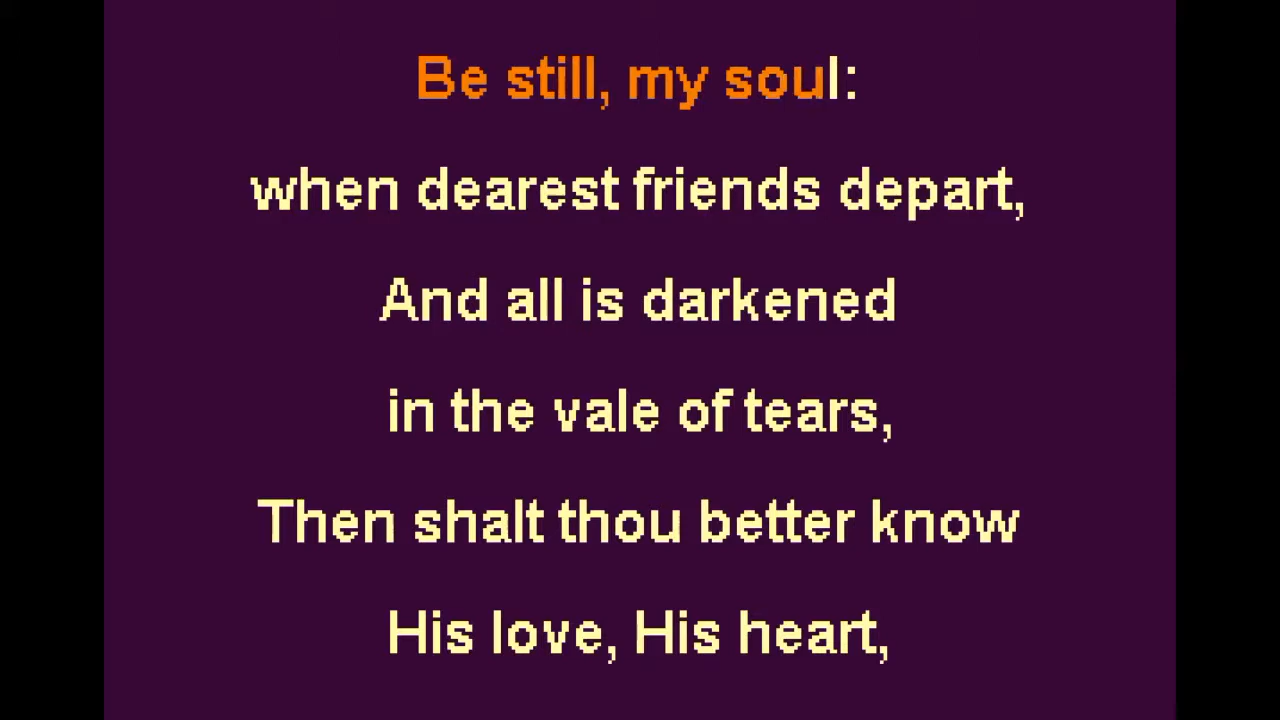 Be still, my soul:
when dearest friends depart,
And all is darkened
in the vale of tears,
Then shalt thou better know
His love, His heart,